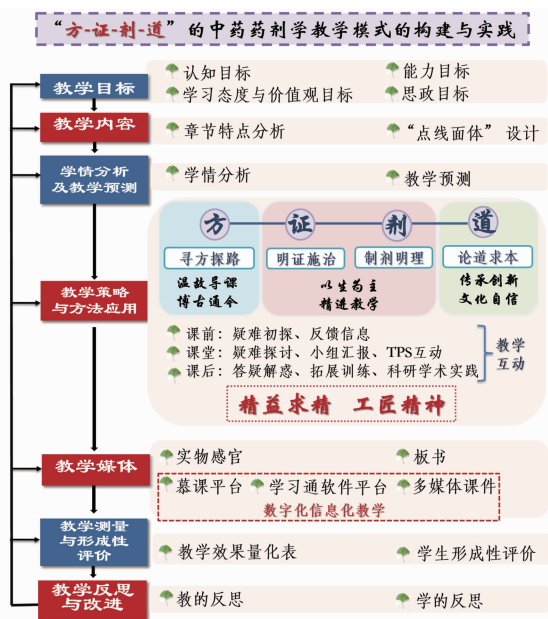 “方-证-剂-道”的中药药剂学教学模式的构建与实践
教学目标
认知目标
能力目标
学习态度与价值观目标
思政目标
教学内容
章节特点分析
“点线面体”设计
学情分析
及教学预测
学情分析
教学预测
教学策略
与方法应用
方
证
剂
道
寻方探路
明证施治
制剂明理
论道求本
温故导课
博古通今
以生为主
精进教学
传承创新
文化自信
课前：疑难初探、反馈信息
课堂：疑难探讨、小组汇报、TPS互动
课后：答疑解惑、拓展训练、科研学术实践
教学
互动
精益求精 工匠精神
教学媒体
实物感官
板书
慕课平台
学习通软件平台
多媒体课件
数字化信息化教学
教学测量
与形成性
评价
教学效果量化表
学生形成性评价
教学反思
与改进
教的反思
学的反思